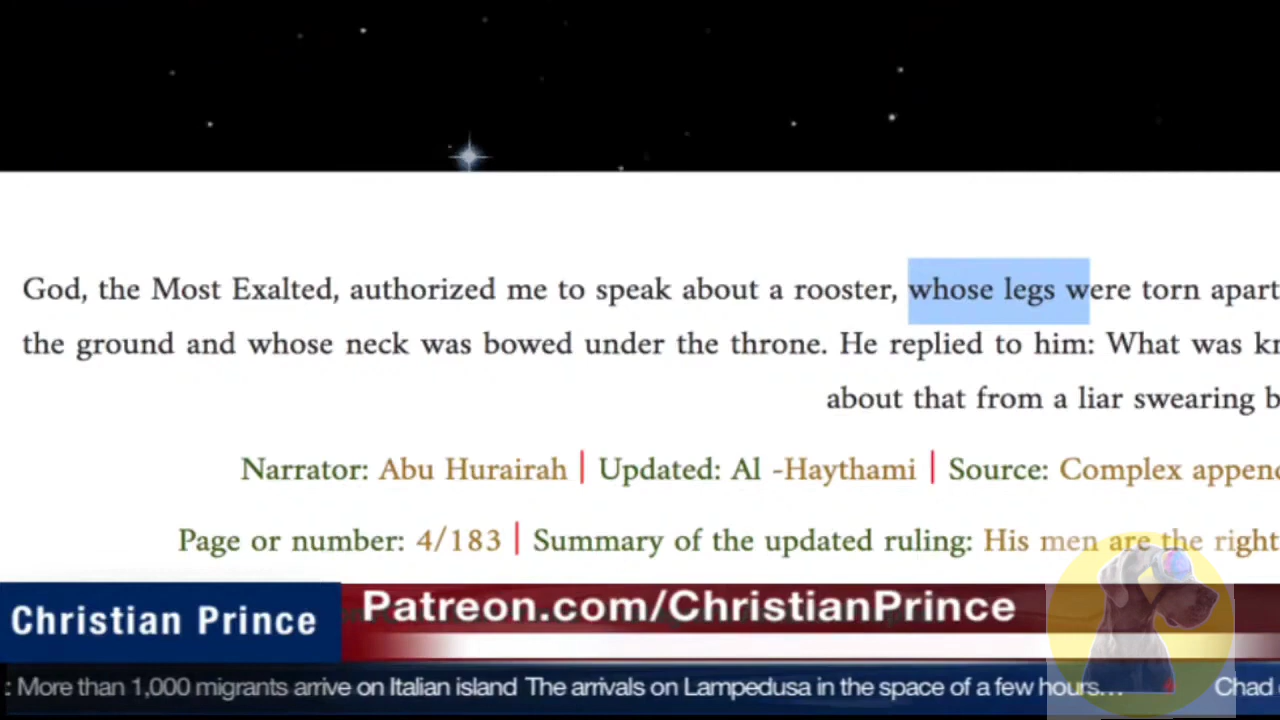 God, the Most Exalted, authorized me to speak about a rooster, whose legs were torn apart
the ground and whose neck was bowed under the throne. He replied to him: What was
about that from a liar swearing
Narrator: Abu Hurairah | Updated: Al -Haythami | Source: Complex
Page or number: 4/183 | Summary of the updated ruling: His men are the right
Christian Prince
Patreon.com/ChristianPrince
: More than 1,000 migrants arrive on Italian island The arrivals on Lampedusa in the space of a few hours... Chad